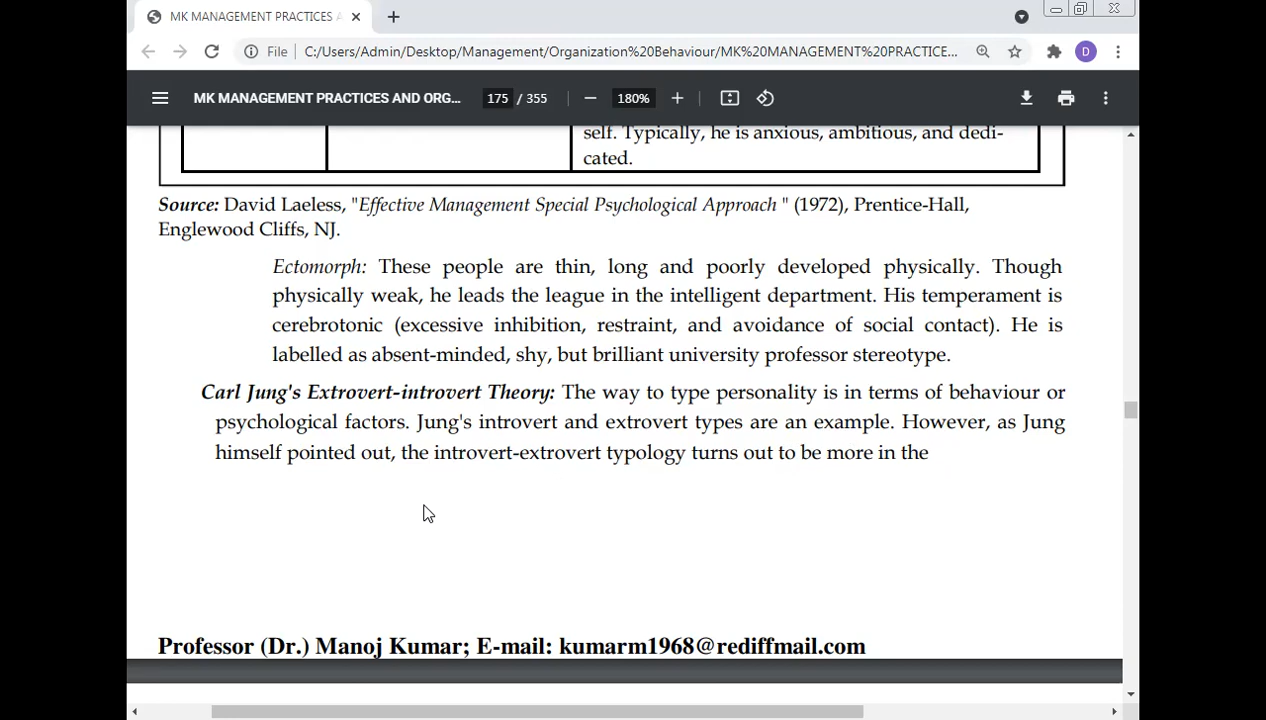 MK MANAGEMENT PRACTICES A
File C:/Users/Admin/Desktop/Management/Organization%20Behaviour/MK%20MANAGEMENT%20PRACTICE...
D
MK MANAGEMENT PRACTICES AND ORG... 175 / 355 180%
self. Typically, he is anxious, ambitious, and dedi-
cated.
Source: David Laeless, "Effective Management Special Psychological Approach " (1972), Prentice-Hall,
Englewood Cliffs, NJ.
Ectomorph: These people are thin, long and poorly developed physically. Though
physically weak, he leads the league in the intelligent department. His temperament is
cerebrotonic (excessive inhibition, restraint, and avoidance of social contact). He is
labelled as absent-minded, shy, but brilliant university professor stereotype.
Carl Jung's Extrovert-introvert Theory: The way to type personality is in terms of behaviour or
psychological factors. Jung's introvert and extrovert types are an example. However, as Jung
himself pointed out, the introvert-extrovert typology turns out to be more in the
Professor (Dr.) Manoj Kumar; E-mail: kumarm1968@rediffmail.com